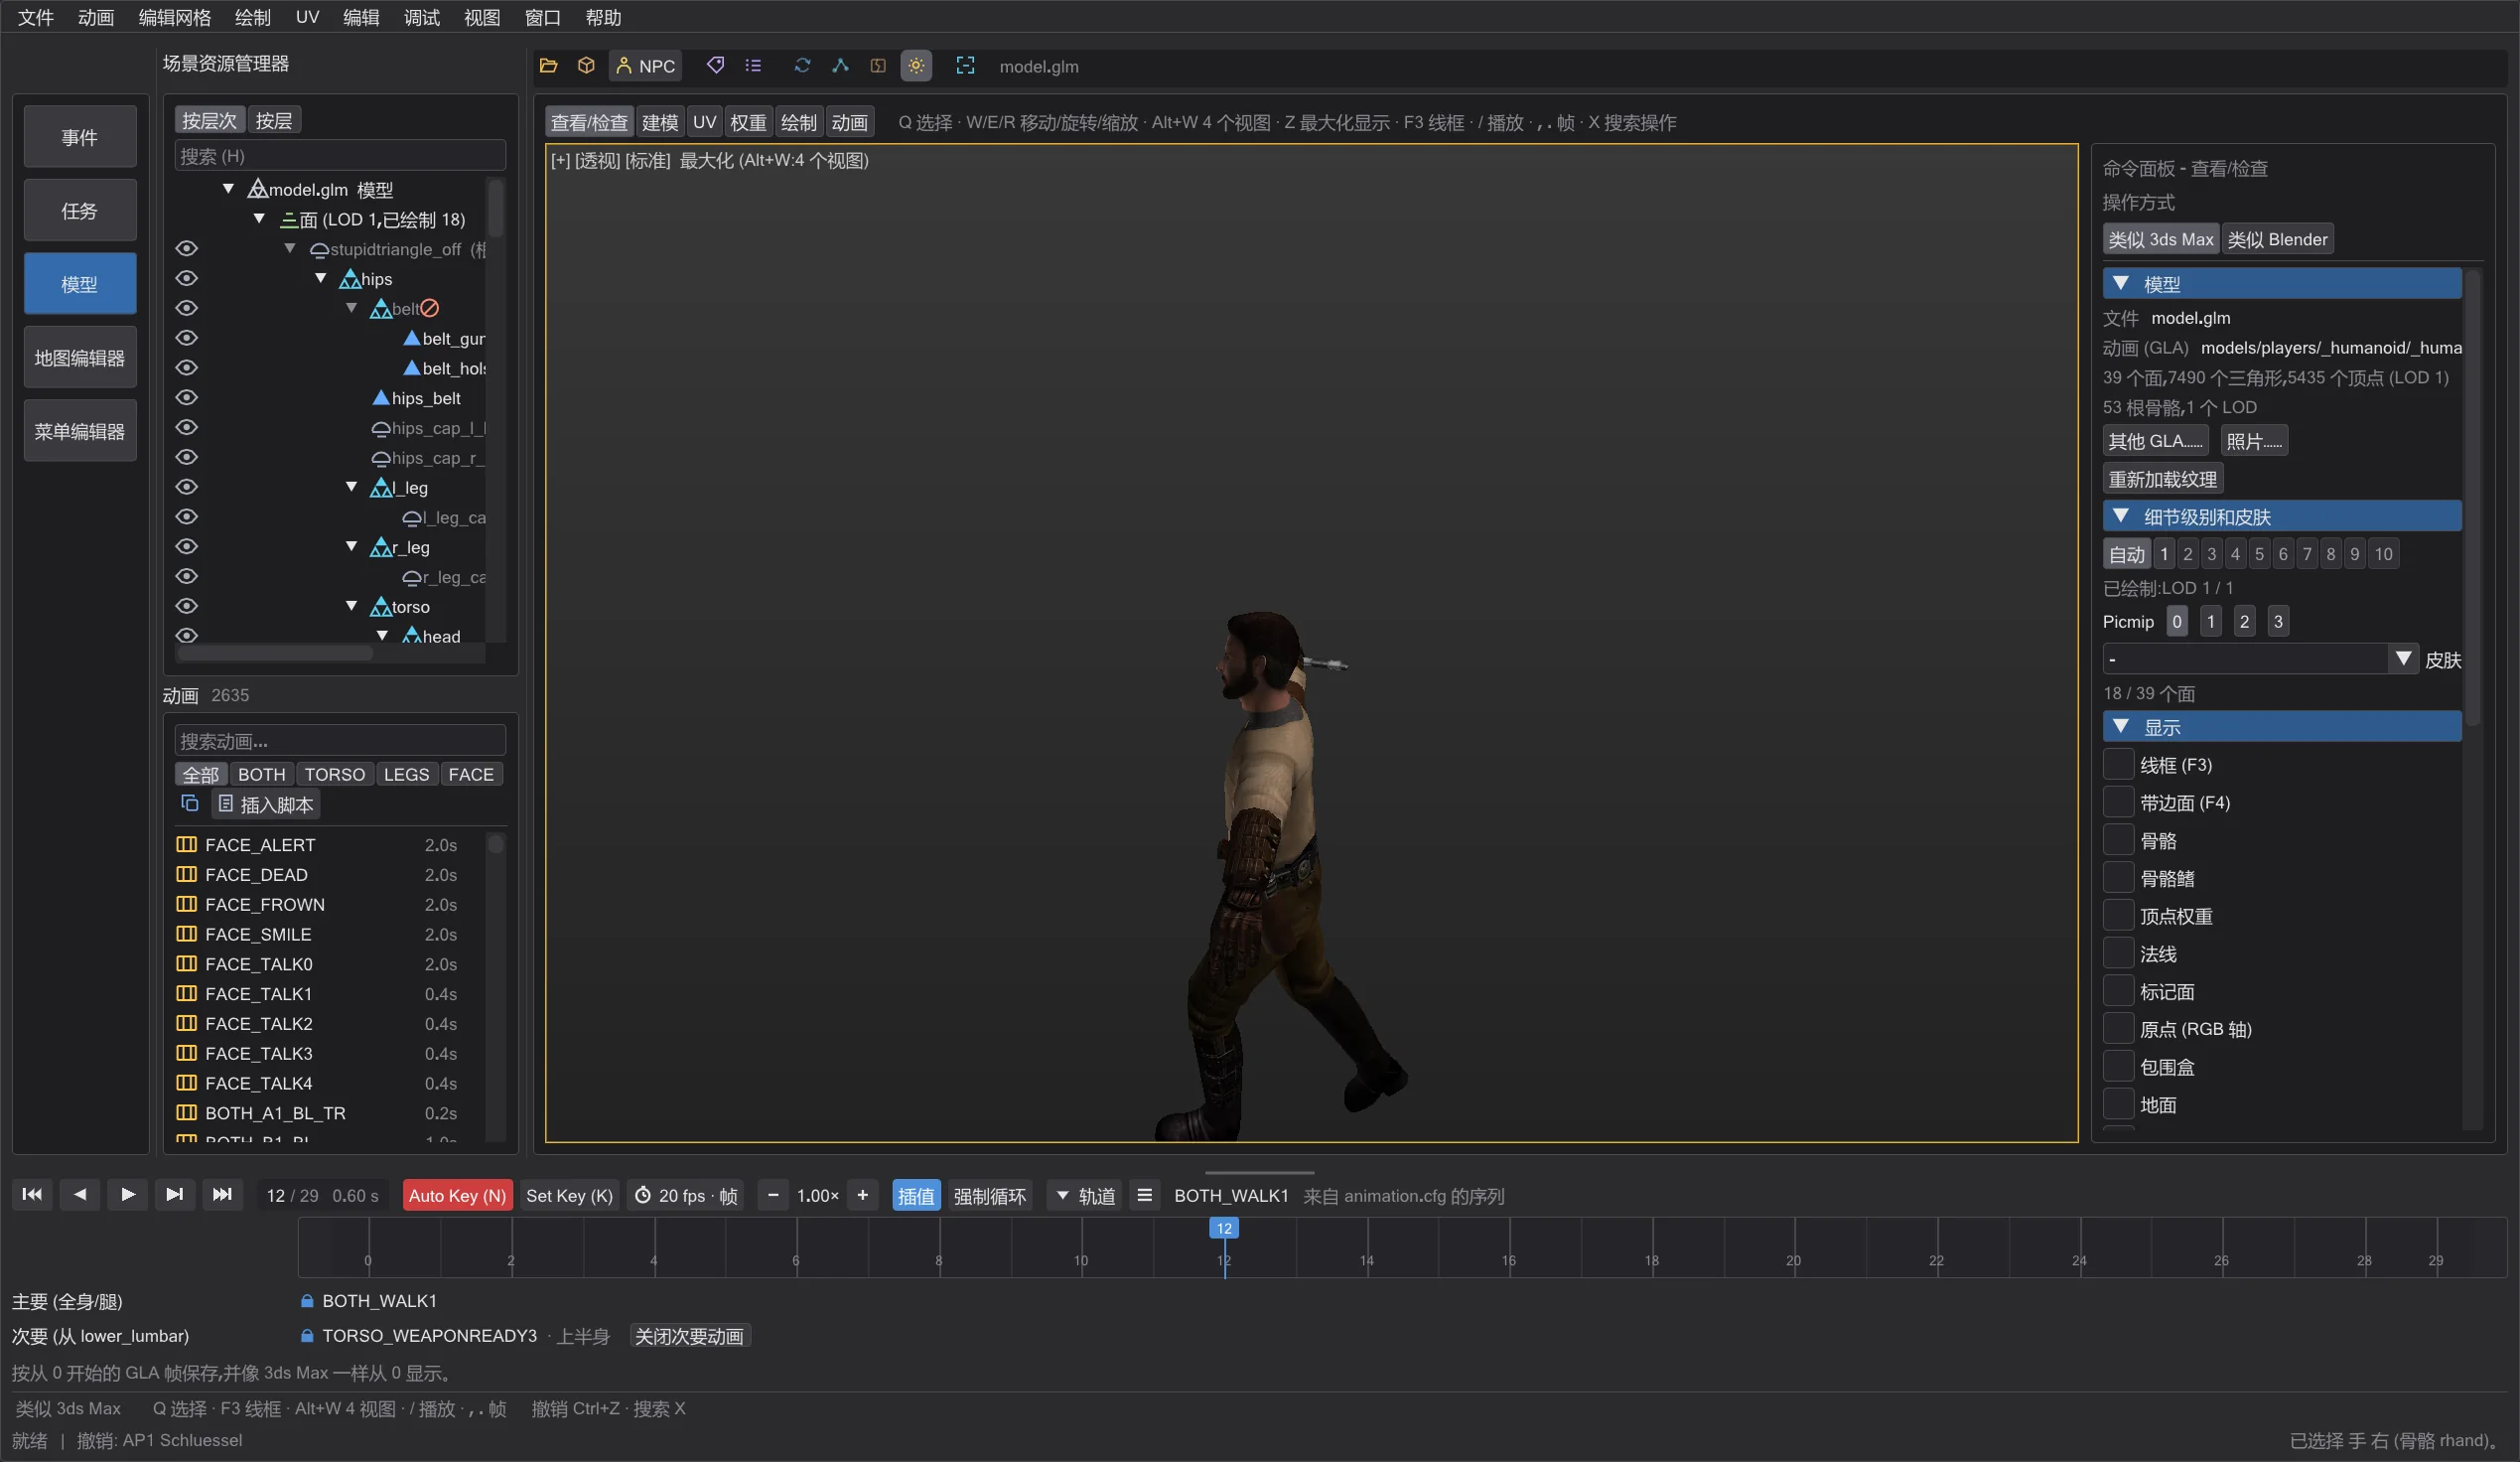 文件 动画 编辑网格 绘制 UV 编辑 调试 视图 窗口 帮助
场景资源管理器
NPC model.glm
事件
任务
模型
地图编辑器
菜单编辑器
按层次 按层
搜索 (H)
model.glm 模型
面 (LOD 1,已绘制 18)
stupidtriangle_off
hips
belt
belt_gun
belt_hols
hips_belt
hips_cap_l_l
hips_cap_r_
l_leg
l_leg_ca
r_leg
r_leg_ca
torso
head
动画 2635
搜索动画...
全部 BOTH TORSO LEGS FACE
插入脚本
FACE_ALERT 2.0s
FACE_DEAD 2.0s
FACE_FROWN 2.0s
FACE_SMILE 2.0s
FACE_TALK0 2.0s
FACE_TALK1 0.4s
FACE_TALK2 0.4s
FACE_TALK3 0.4s
FACE_TALK4 0.4s
BOTH_A1_BL_TR 0.2s
查看/检查 建模 UV 权重 绘制 动画 Q 选择 · W/E/R 移动/旋转/缩放 · Alt+W 4 个视图 · Z 最大化显示 · F3 线框 · / 播放 · , . 帧 · X 搜索操作
[+] [透视] [标准] 最大化 (Alt+W:4 个视图)
命令面板 - 查看/检查
操作方式
类似 3ds Max 类似 Blender
模型
文件 model.glm
动画 (GLA) models/players/_humanoid/_huma
39 个面,7490 个三角形,5435 个顶点 (LOD 1)
53 根骨骼,1 个 LOD
其他 GLA...... 照片......
重新加载纹理
细节级别和皮肤
自动 1 2 3 4 5 6 7 8 9 10
已绘制:LOD 1 / 1
Picmip 0 1 2 3
- 皮肤
18 / 39 个面
显示
线框 (F3)
带边面 (F4)
骨骼
骨骼鳍
顶点权重
法线
标记面
原点 (RGB 轴)
包围盒
地面
12 / 29 0.60 s Auto Key (N) Set Key (K) 20 fps · 帧 − 1.00× + 插值 强制循环 轨道 BOTH_WALK1 来自 animation.cfg 的序列
12
0 2 4 6 8 10 12 14 16 18 20 22 24 26 28 29
主要 (全身/腿) BOTH_WALK1
次要 (从 lower_lumbar) TORSO_WEAPONREADY3 · 上半身 关闭次要动画
按从 0 开始的 GLA 帧保存,并像 3ds Max 一样从 0 显示。
类似 3ds Max Q 选择 · F3 线框 · Alt+W 4 视图 · / 播放 · , . 帧 撤销 Ctrl+Z · 搜索 X
就绪 | 撤销: AP1 Schluessel 已选择 手 右 (骨骼 rhand)。